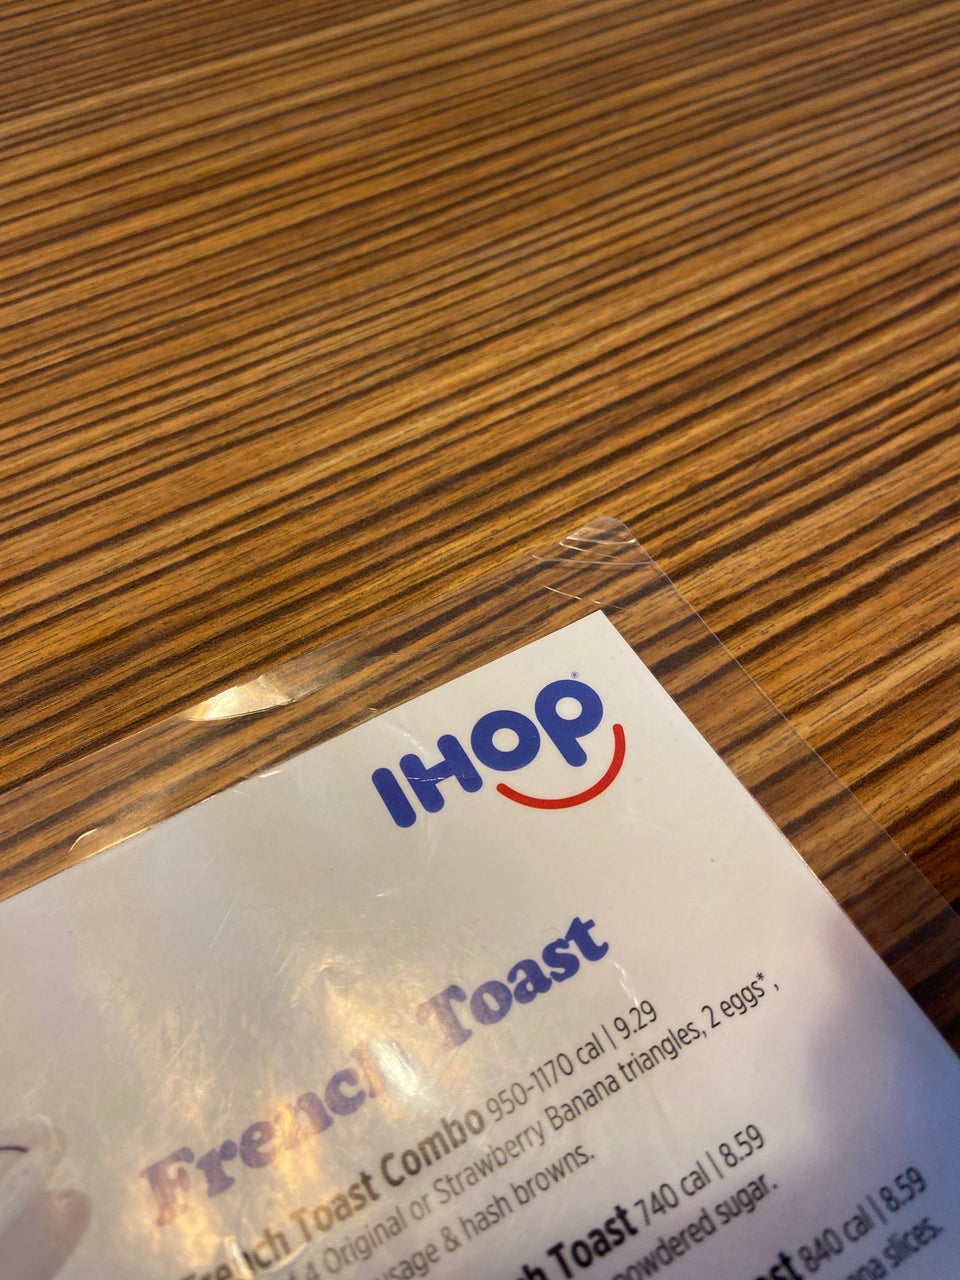 IHOP®
French Toast
French Toast Combo 950-1170 cal | 9.29
4 Original or Strawberry Banana triangles, 2 eggs*,
& hash browns.
Toast 740 cal | 8.59
powdered sugar.
840 cal | 8.59
slices.